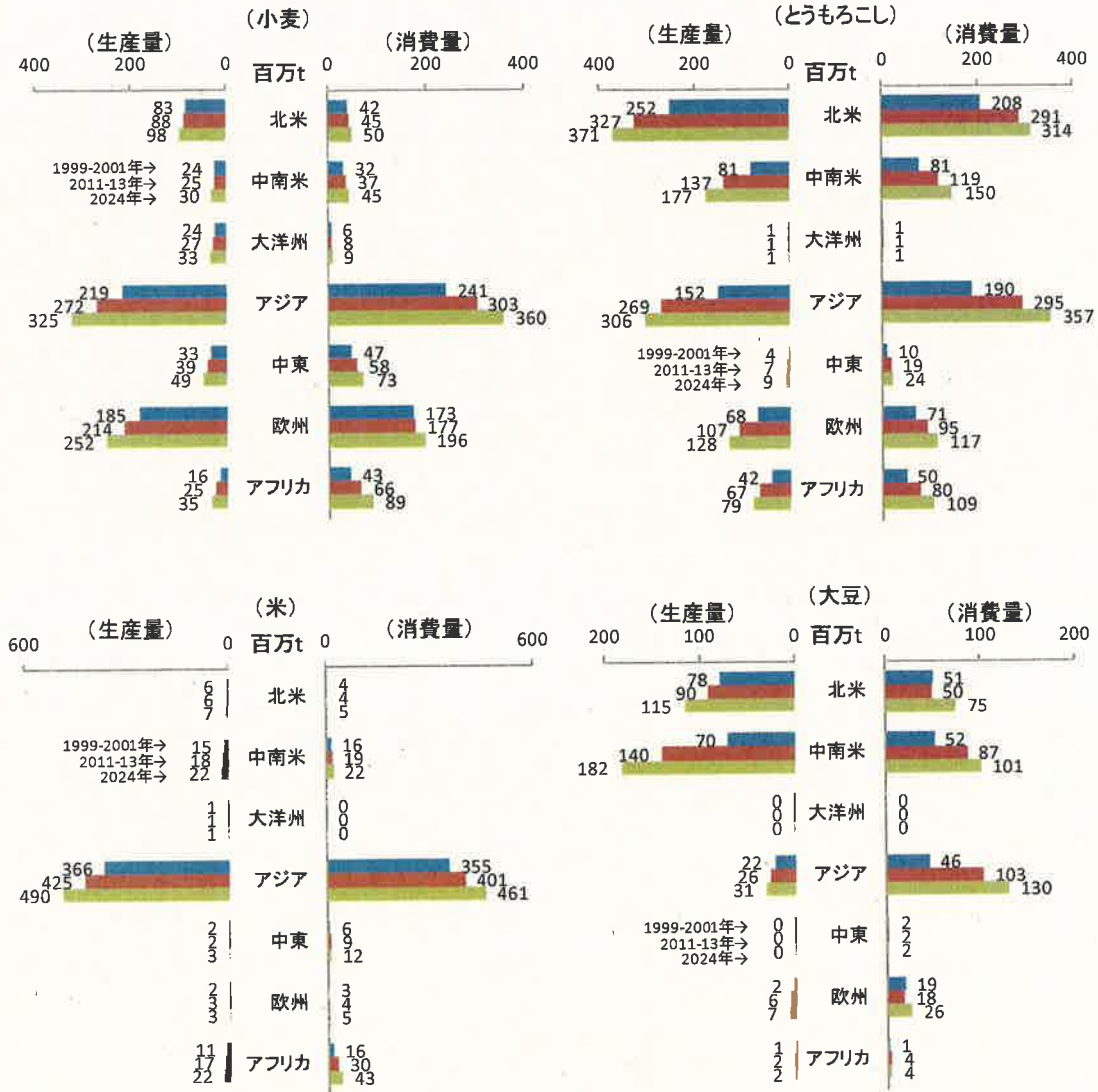 (小麦)
(生産量) (消費量)
400 200 0 百万t 0 200 400
83 北米 42
88 45
98 50
1999-2001年→ 24 中南米 32
2011-13年→ 25 37
2024年→ 30 45
24 大洋州 6
27 8
33 9
219 アジア 241
272 303
325 360
33 中東 47
39 58
49 73
185 欧州 173
214 177
252 196
16 アフリカ 43
25 66
35 89
(とうもろこし)
(生産量) (消費量)
400 200 0 百万t 0 200 400
252 北米 208
327 291
371 314
81 中南米 81
137 119
177 150
1 大洋州 1
1 1
1 1
152 アジア 190
269 295
306 357
1999-2001年→ 4 中東 10
2011-13年→ 7 19
2024年→ 9 24
68 欧州 71
107 95
128 117
42 アフリカ 50
67 80
79 109
(米)
(生産量) (消費量)
600 0 百万t 0 600
6 北米 4
6 4
7 5
1999-2001年→ 15 中南米 16
2011-13年→ 18 19
2024年→ 22 22
1 大洋州 0
1 0
1 0
366 アジア 355
425 401
490 461
2 中東 6
2 9
3 12
2 欧州 3
3 4
3 5
11 アフリカ 16
17 30
22 43
(大豆)
(生産量) (消費量)
200 100 0 百万t 0 100 200
78 北米 51
90 50
115 75
70 中南米 52
140 87
182 101
0 大洋州 0
0 0
0 0
22 アジア 46
26 103
31 130
1999-2001年→ 0 中東 2
2011-13年→ 0 2
2024年→ 0 2
2 欧州 19
6 18
7 26
1 アフリカ 1
2 4
2 4